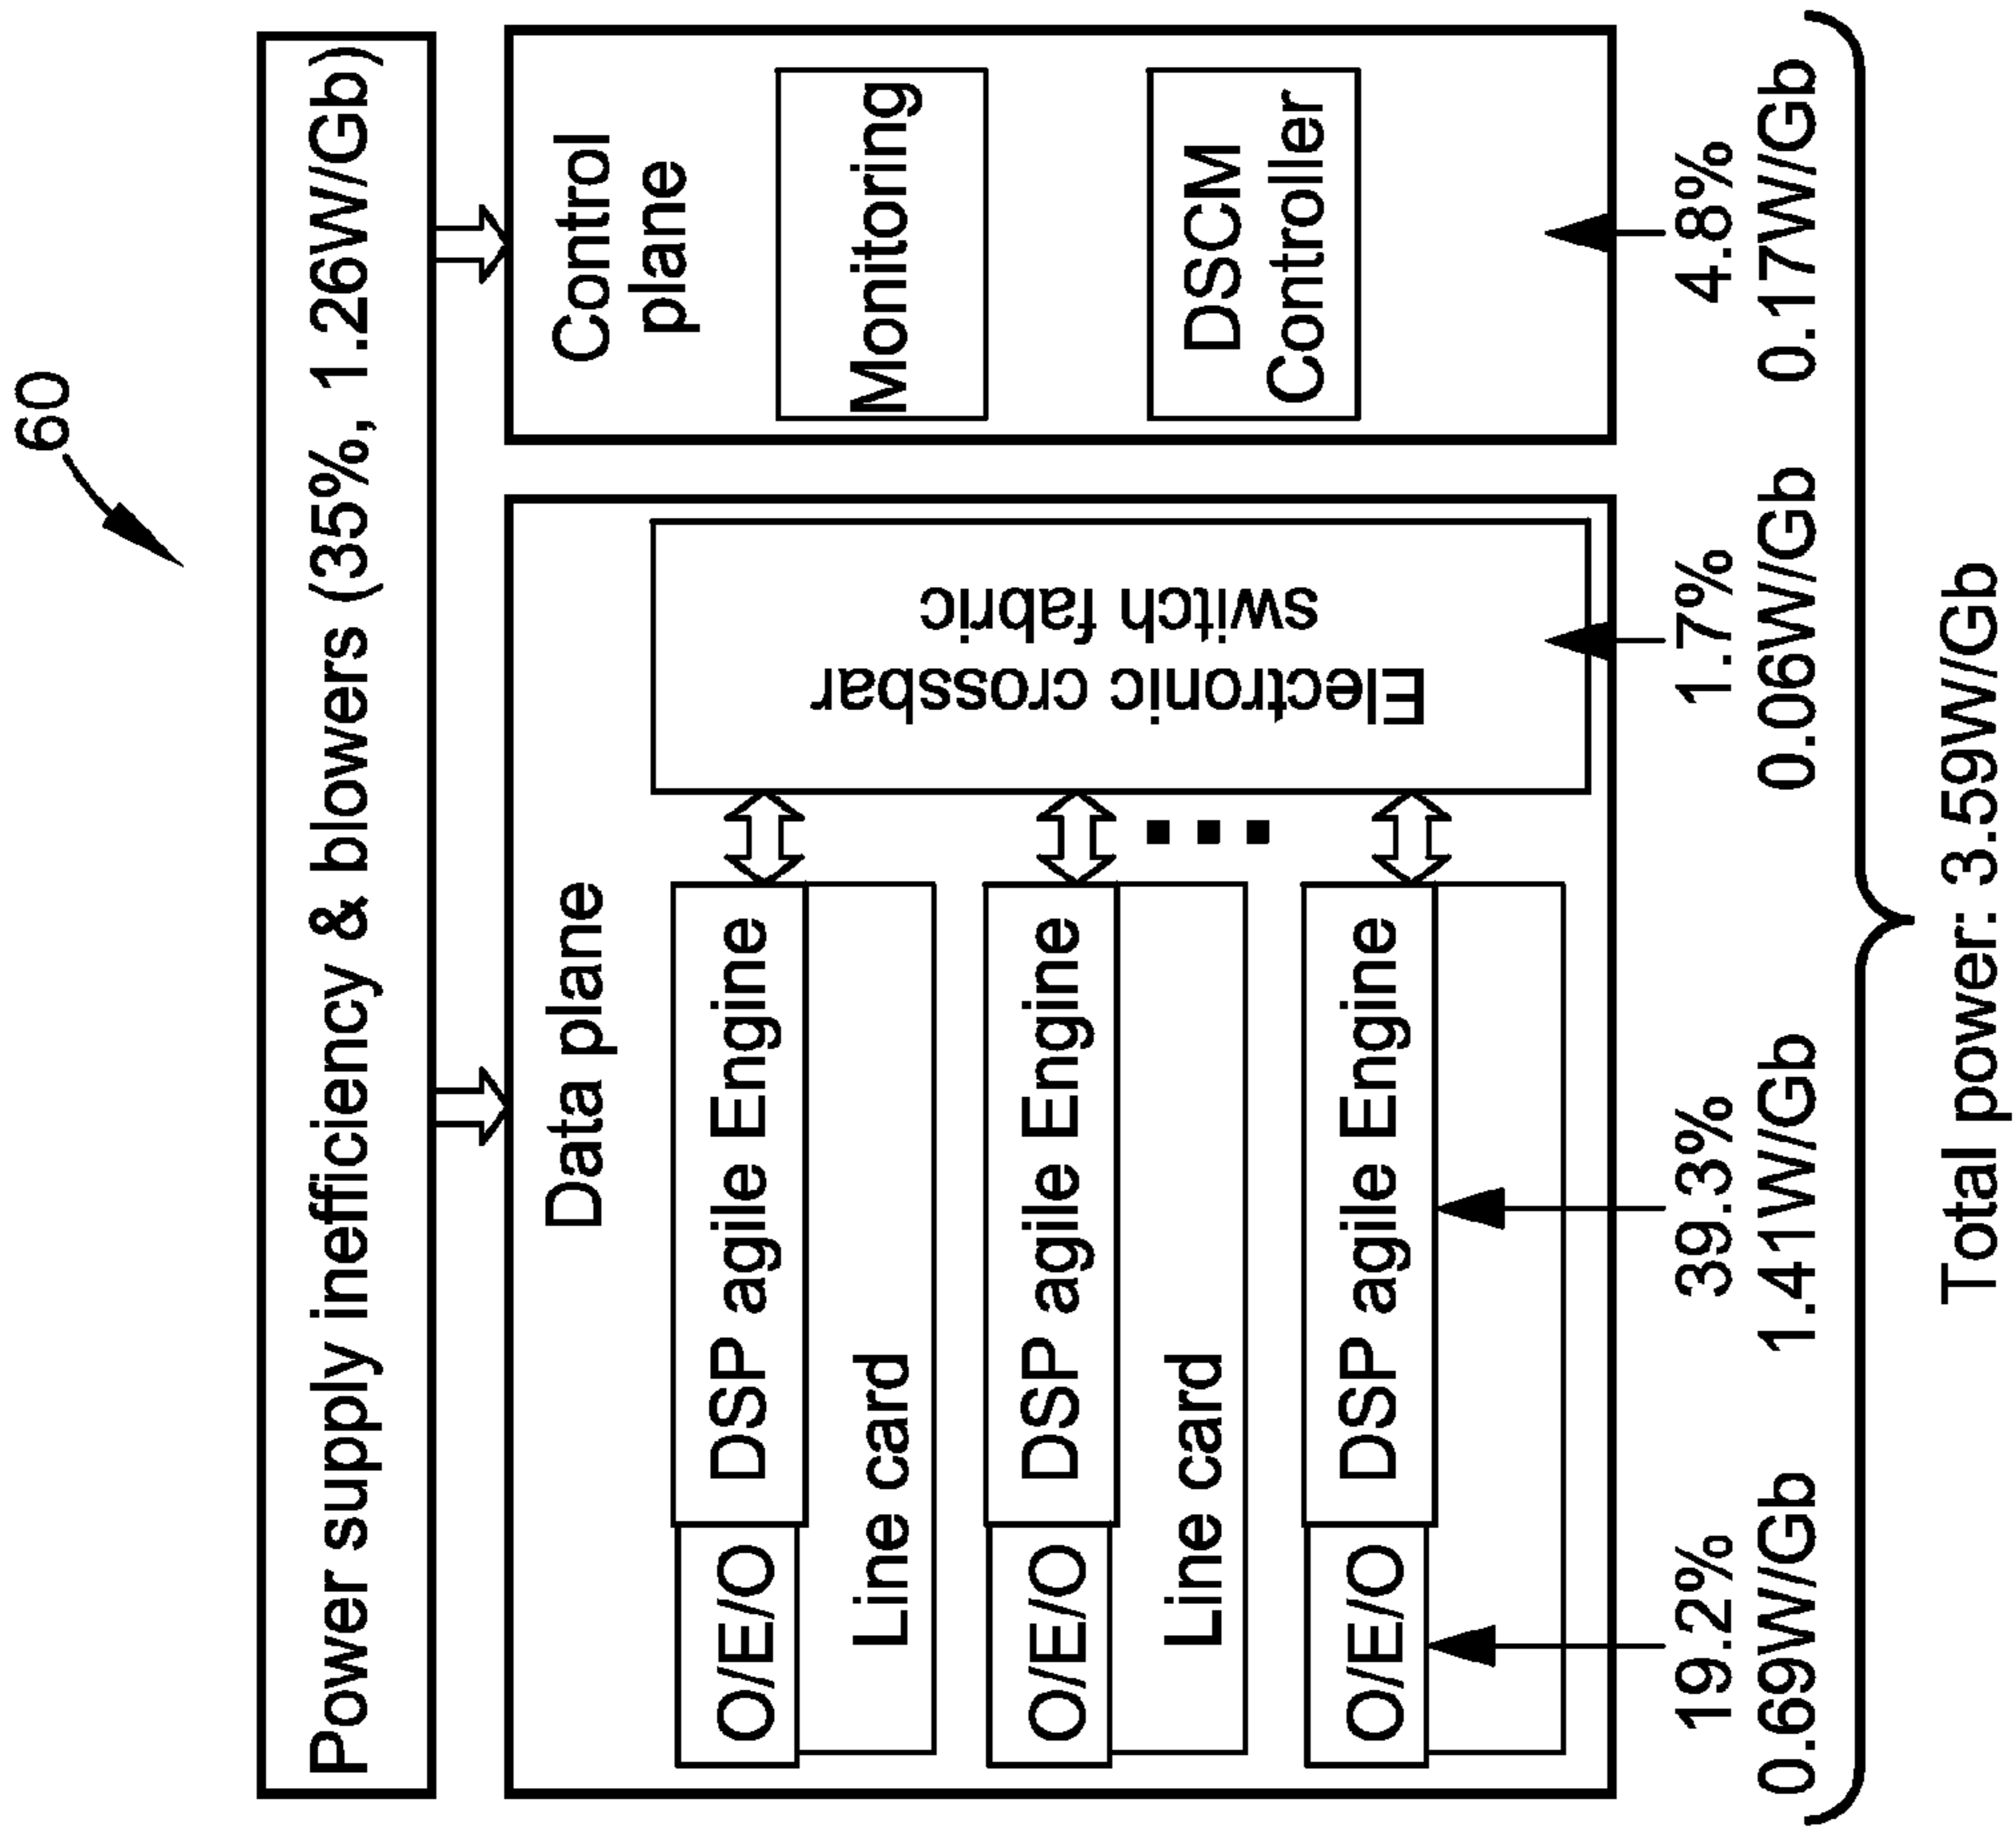 60
Power supply inefficiency & blowers (35%, 1.26W/Gb)
Data plane
O/E/O
DSP agile Engine
Line card
O/E/O
DSP agile Engine
Line card
O/E/O
DSP agile Engine
Electronic crossbar
switch fabric
Control
plane
Monitoring
DSCM
Controller
19.2%
0.69W/Gb
39.3%
1.41W/Gb
1.7%
0.06W/Gb
4.8%
0.17W/Gb
Total power: 3.59W/Gb